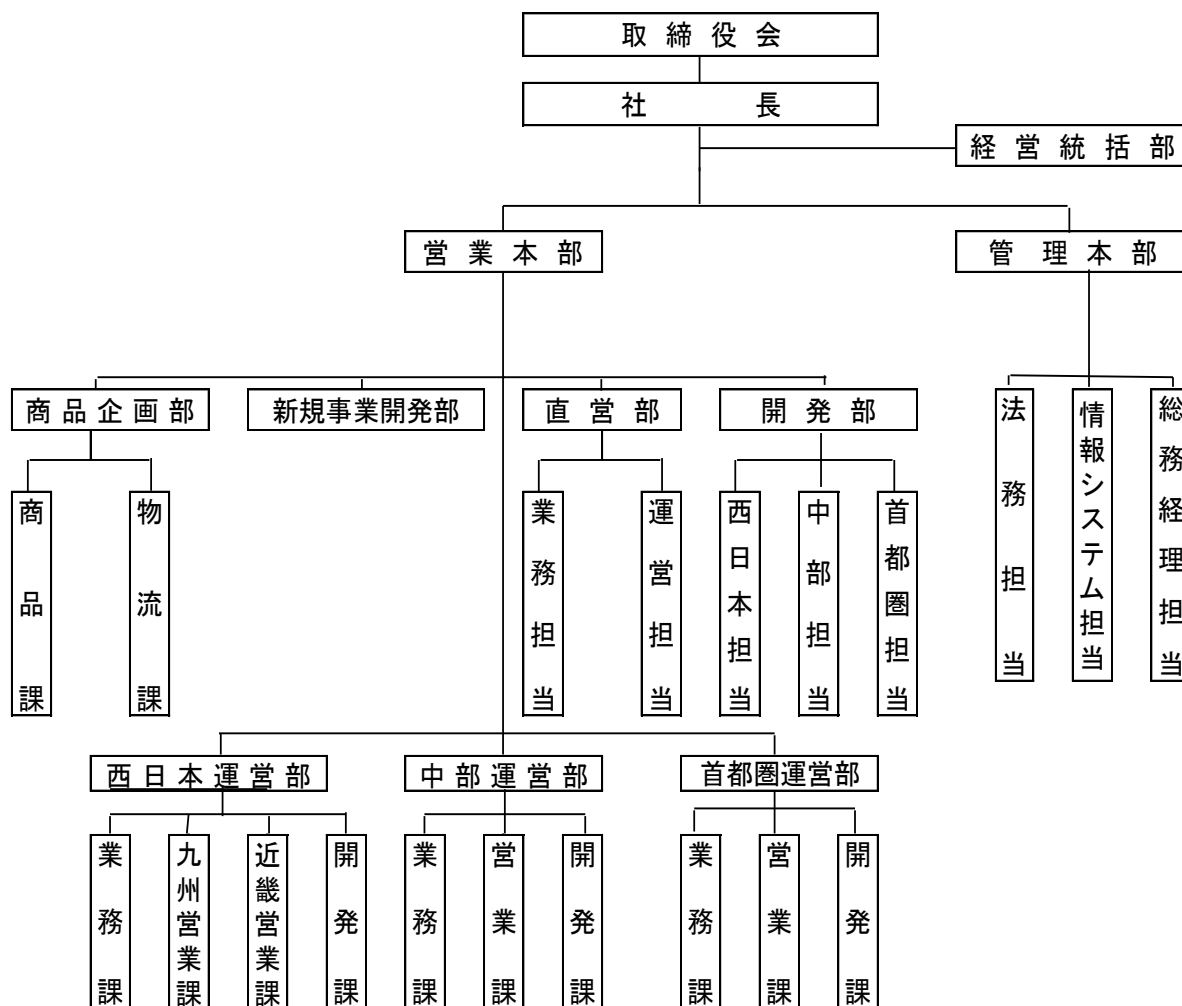 取締役会
社長
経営統括部
営業本部
管理本部
商品企画部
新規事業開発部
直営部
開発部
法務担当
情報システム担当
総務経理担当
商品課
物流課
業務担当
運営担当
西日本担当
中部担当
首都圏担当
西日本運営部
中部運営部
首都圏運営部
業務課
九州営業課
近畿営業課
開発課
業務課
営業課
開発課
業務課
営業課
開発課